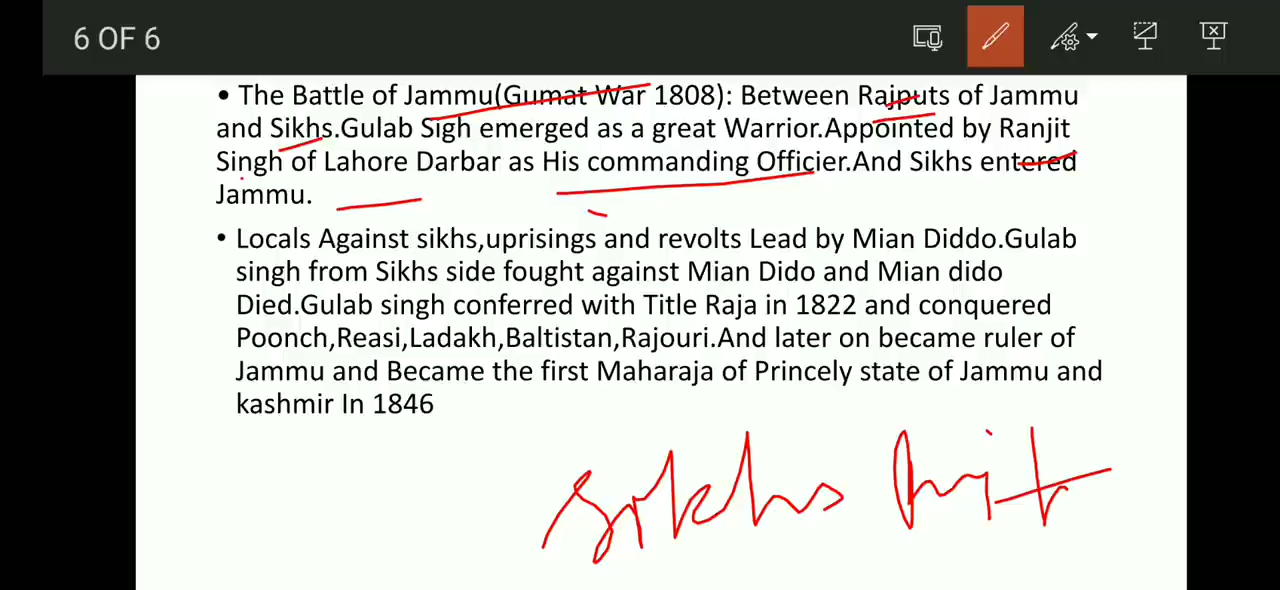 6 OF 6
• The Battle of Jammu(Gumat War 1808): Between Rajputs of Jammu
and Sikhs.Gulab Sigh emerged as a great Warrior.Appointed by Ranjit
Singh of Lahore Darbar as His commanding Officier.And Sikhs entered
Jammu.
• Locals Against sikhs,uprisings and revolts Lead by Mian Diddo.Gulab
singh from Sikhs side fought against Mian Dido and Mian dido
Died.Gulab singh conferred with Title Raja in 1822 and conquered
Poonch,Reasi,Ladakh,Baltistan,Rajouri.And later on became ruler of
Jammu and Became the first Maharaja of Princely state of Jammu and
kashmir In 1846
Sikhs